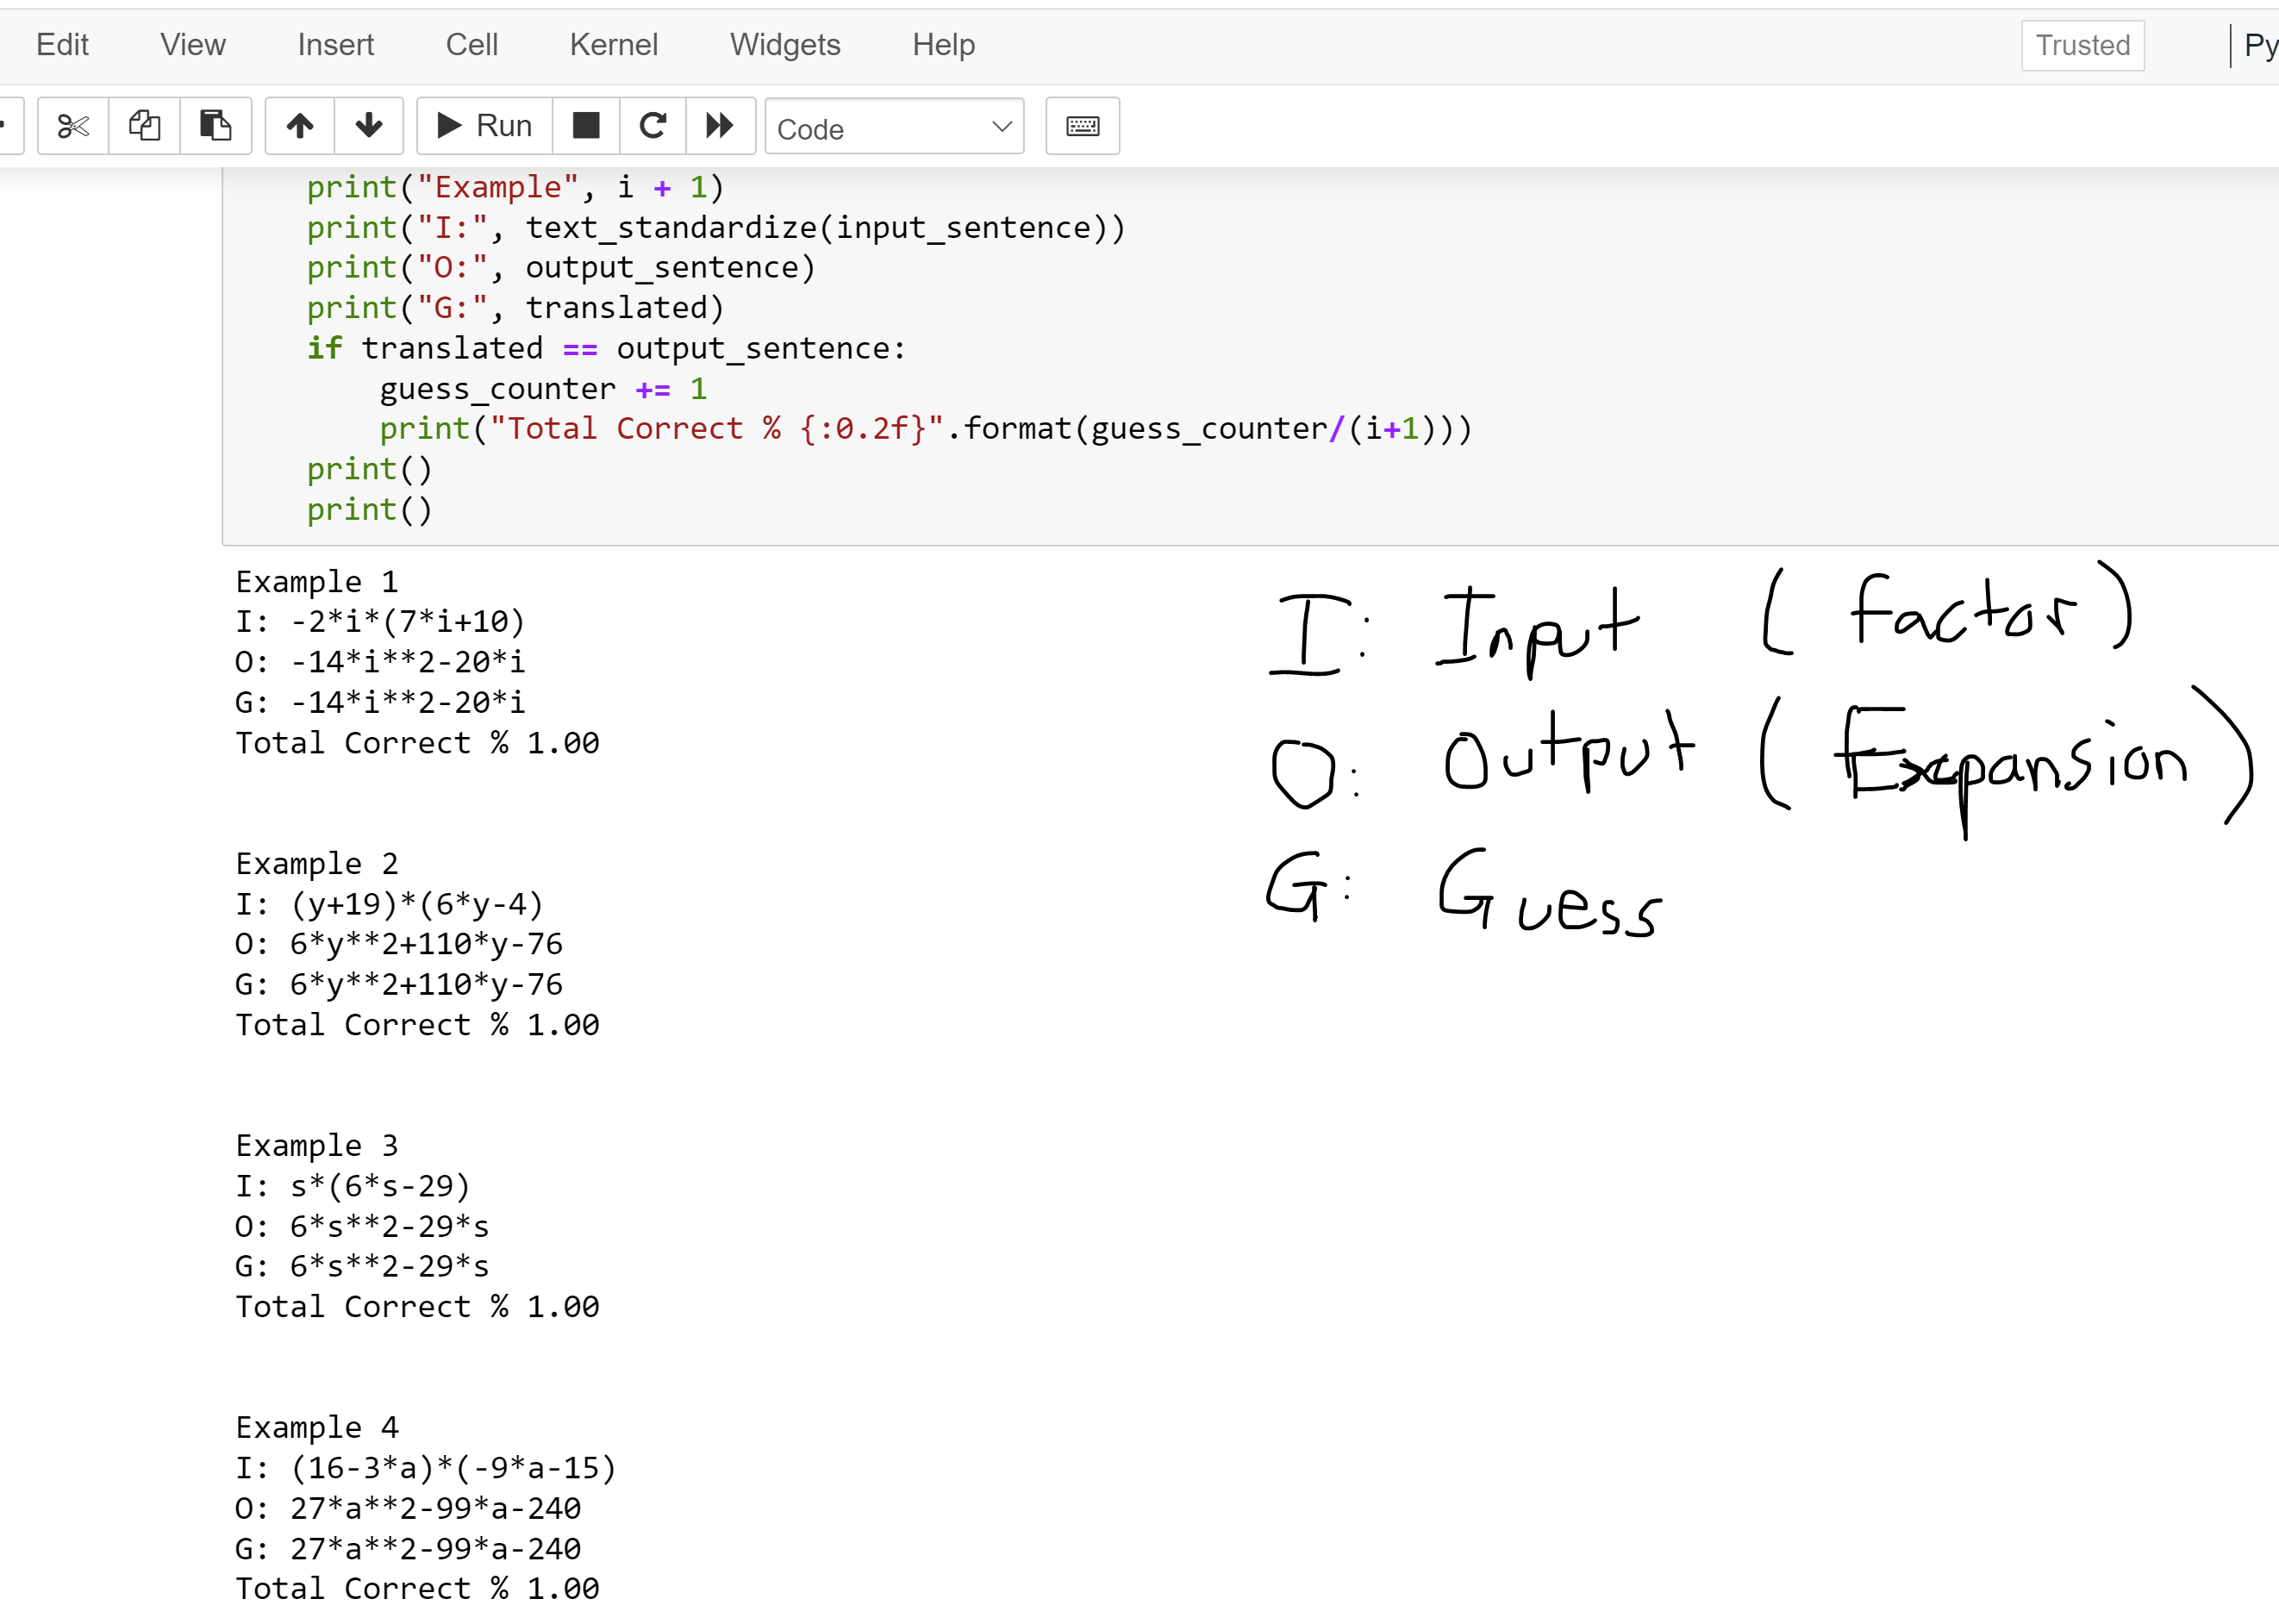 Edit View Insert Cell Kernel Widgets Help Trusted Py
Run Code
print("Example", i + 1)
print("I:", text_standardize(input_sentence))
print("O:", output_sentence)
print("G:", translated)
if translated == output_sentence:
guess_counter += 1
print("Total Correct % {:0.2f}".format(guess_counter/(i+1)))
print()
print()
Example 1
I: -2*i*(7*i+10)
O: -14*i**2-20*i
G: -14*i**2-20*i
Total Correct % 1.00
I: Input (factor)
O: Output (Expansion)
G: Guess
Example 2
I: (y+19)*(6*y-4)
O: 6*y**2+110*y-76
G: 6*y**2+110*y-76
Total Correct % 1.00
Example 3
I: s*(6*s-29)
O: 6*s**2-29*s
G: 6*s**2-29*s
Total Correct % 1.00
Example 4
I: (16-3*a)*(-9*a-15)
O: 27*a**2-99*a-240
G: 27*a**2-99*a-240
Total Correct % 1.00